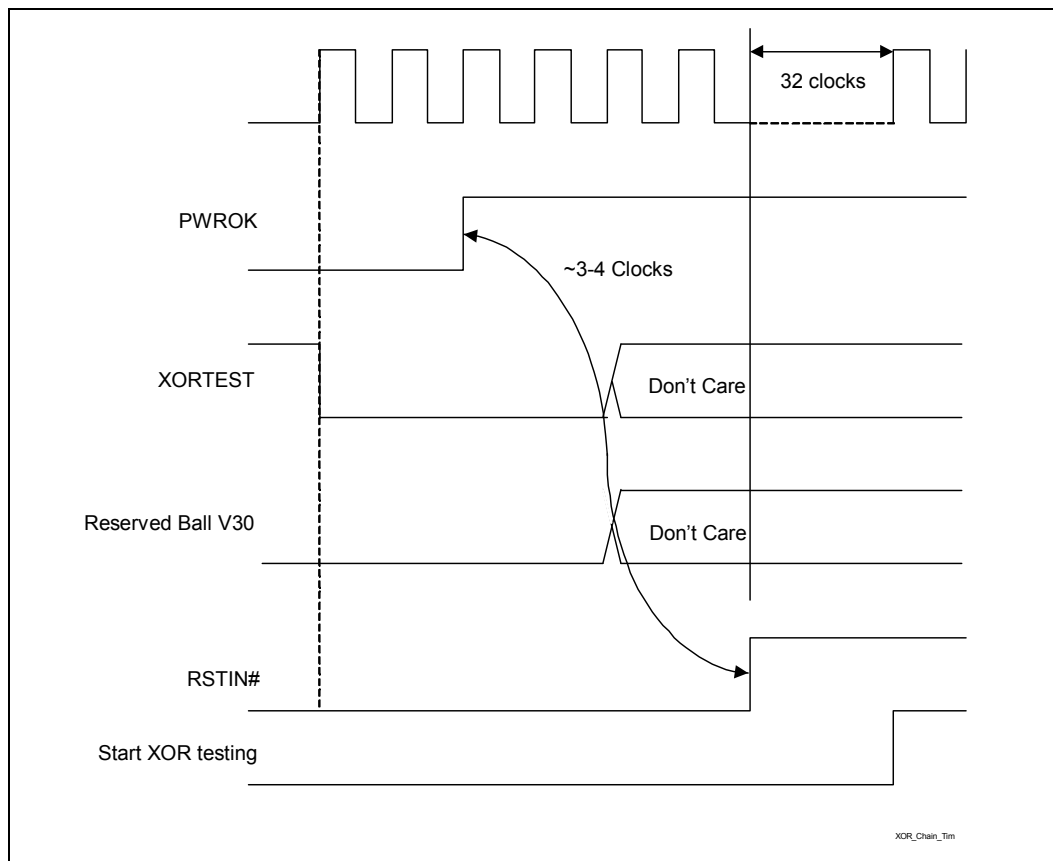 32 clocks
PWROK
~3-4 Clocks
XORTEST
Don't Care
Reserved Ball V30
Don't Care
RSTIN#
Start XOR testing
XOR_Chain_Tim